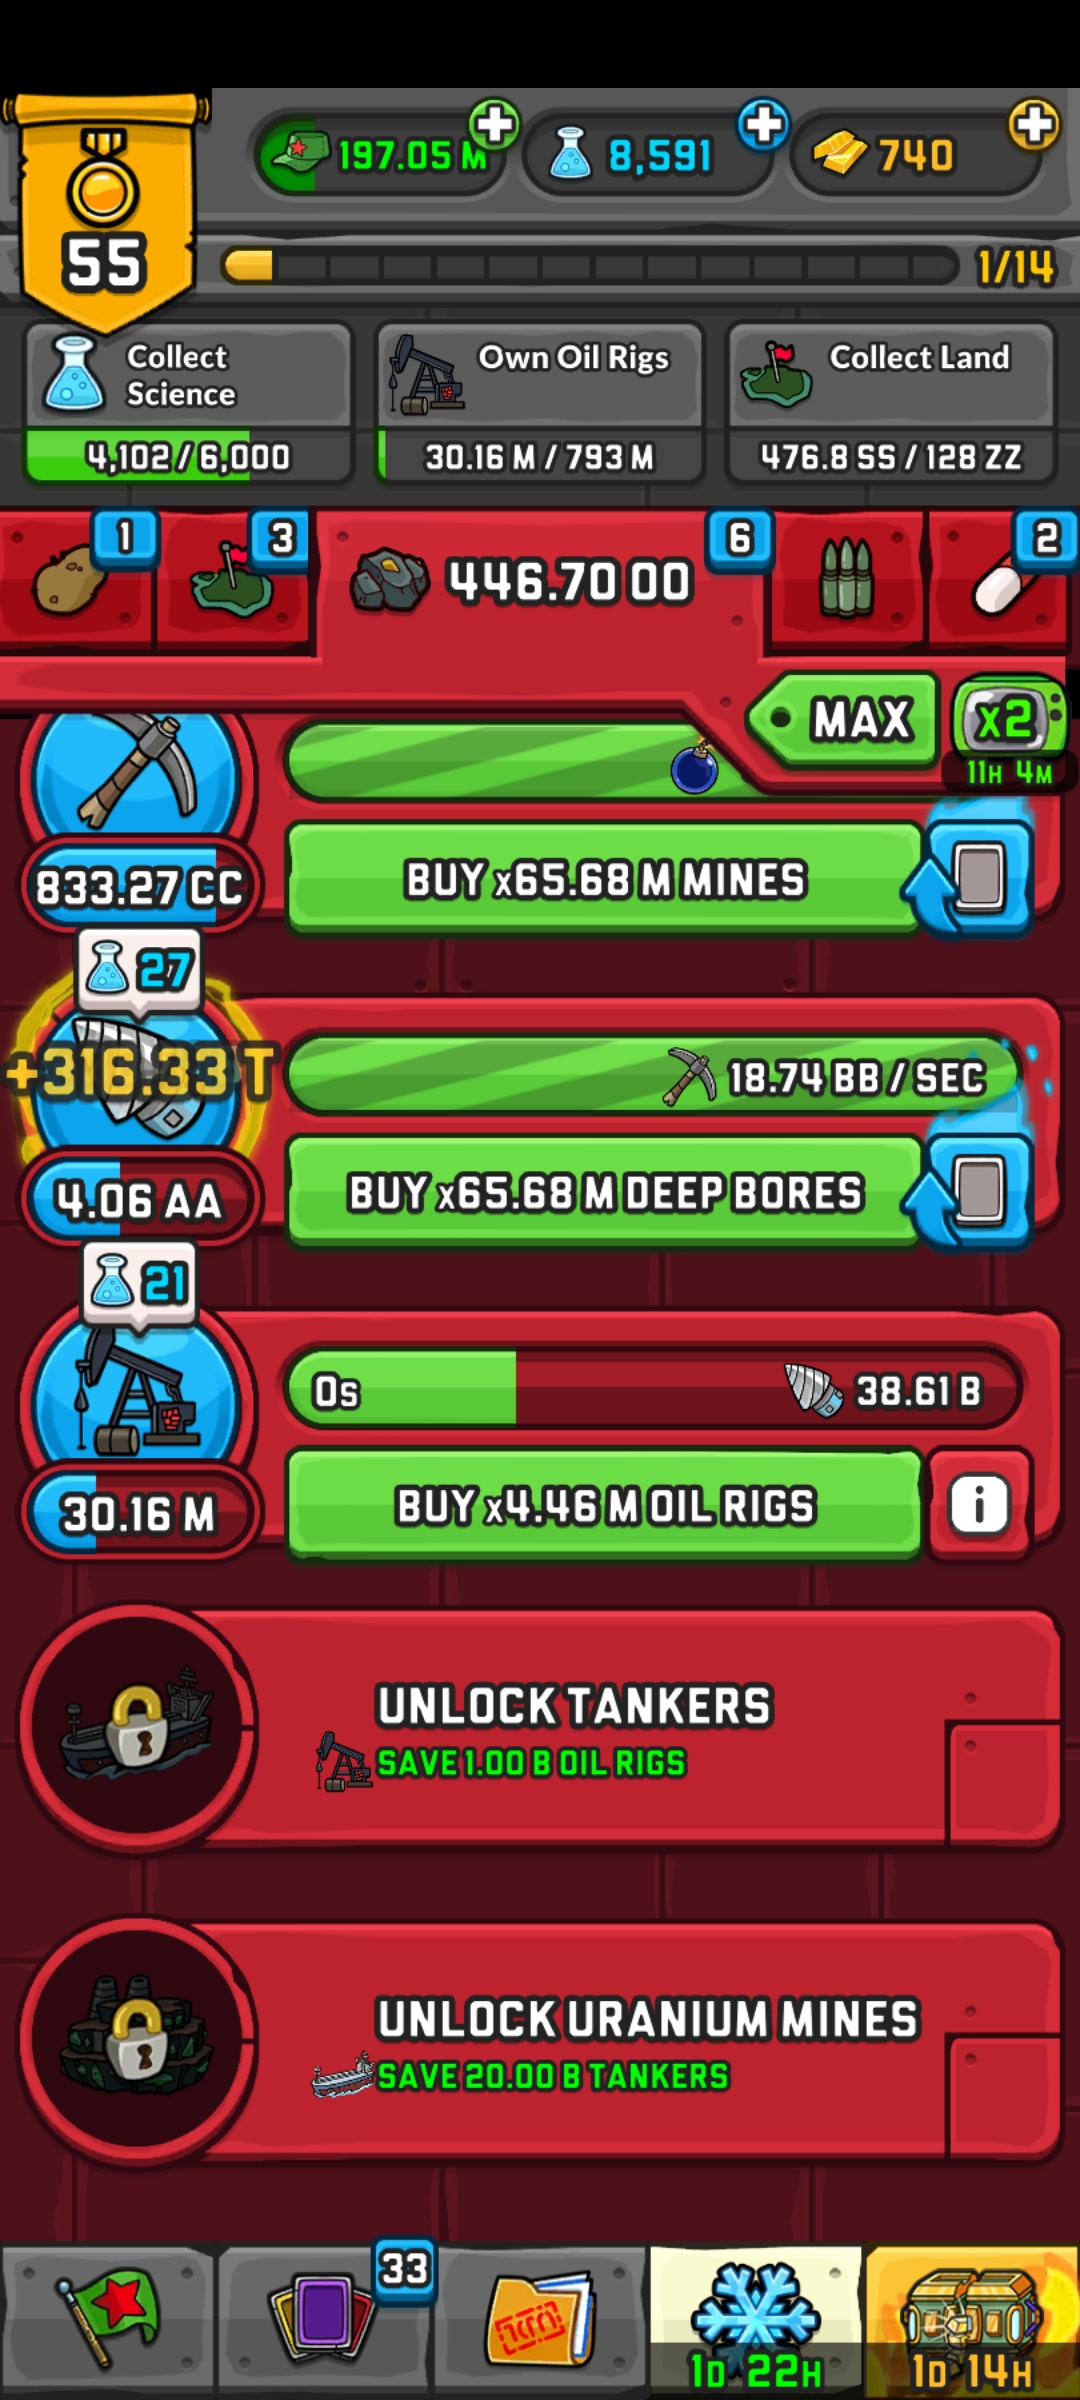 55
197.05 M
8,591
740
1/14
Collect
Science
4,102 / 6,000
Own Oil Rigs
30.16 M / 793 M
Collect Land
476.8 SS / 128 ZZ
1
3
446.70 OO
6
2
MAX
x2
11H 4M
833.27 CC
BUY x65.68 M MINES
27
+316.33 T
18.74 BB / SEC
4.06 AA
BUY x65.68 M DEEP BORES
21
0s
38.61 B
30.16 M
BUY x4.46 M OIL RIGS
i
UNLOCK TANKERS
SAVE 1.00 B OIL RIGS
UNLOCK URANIUM MINES
SAVE 20.00 B TANKERS
33
1D 22H
1D 14H